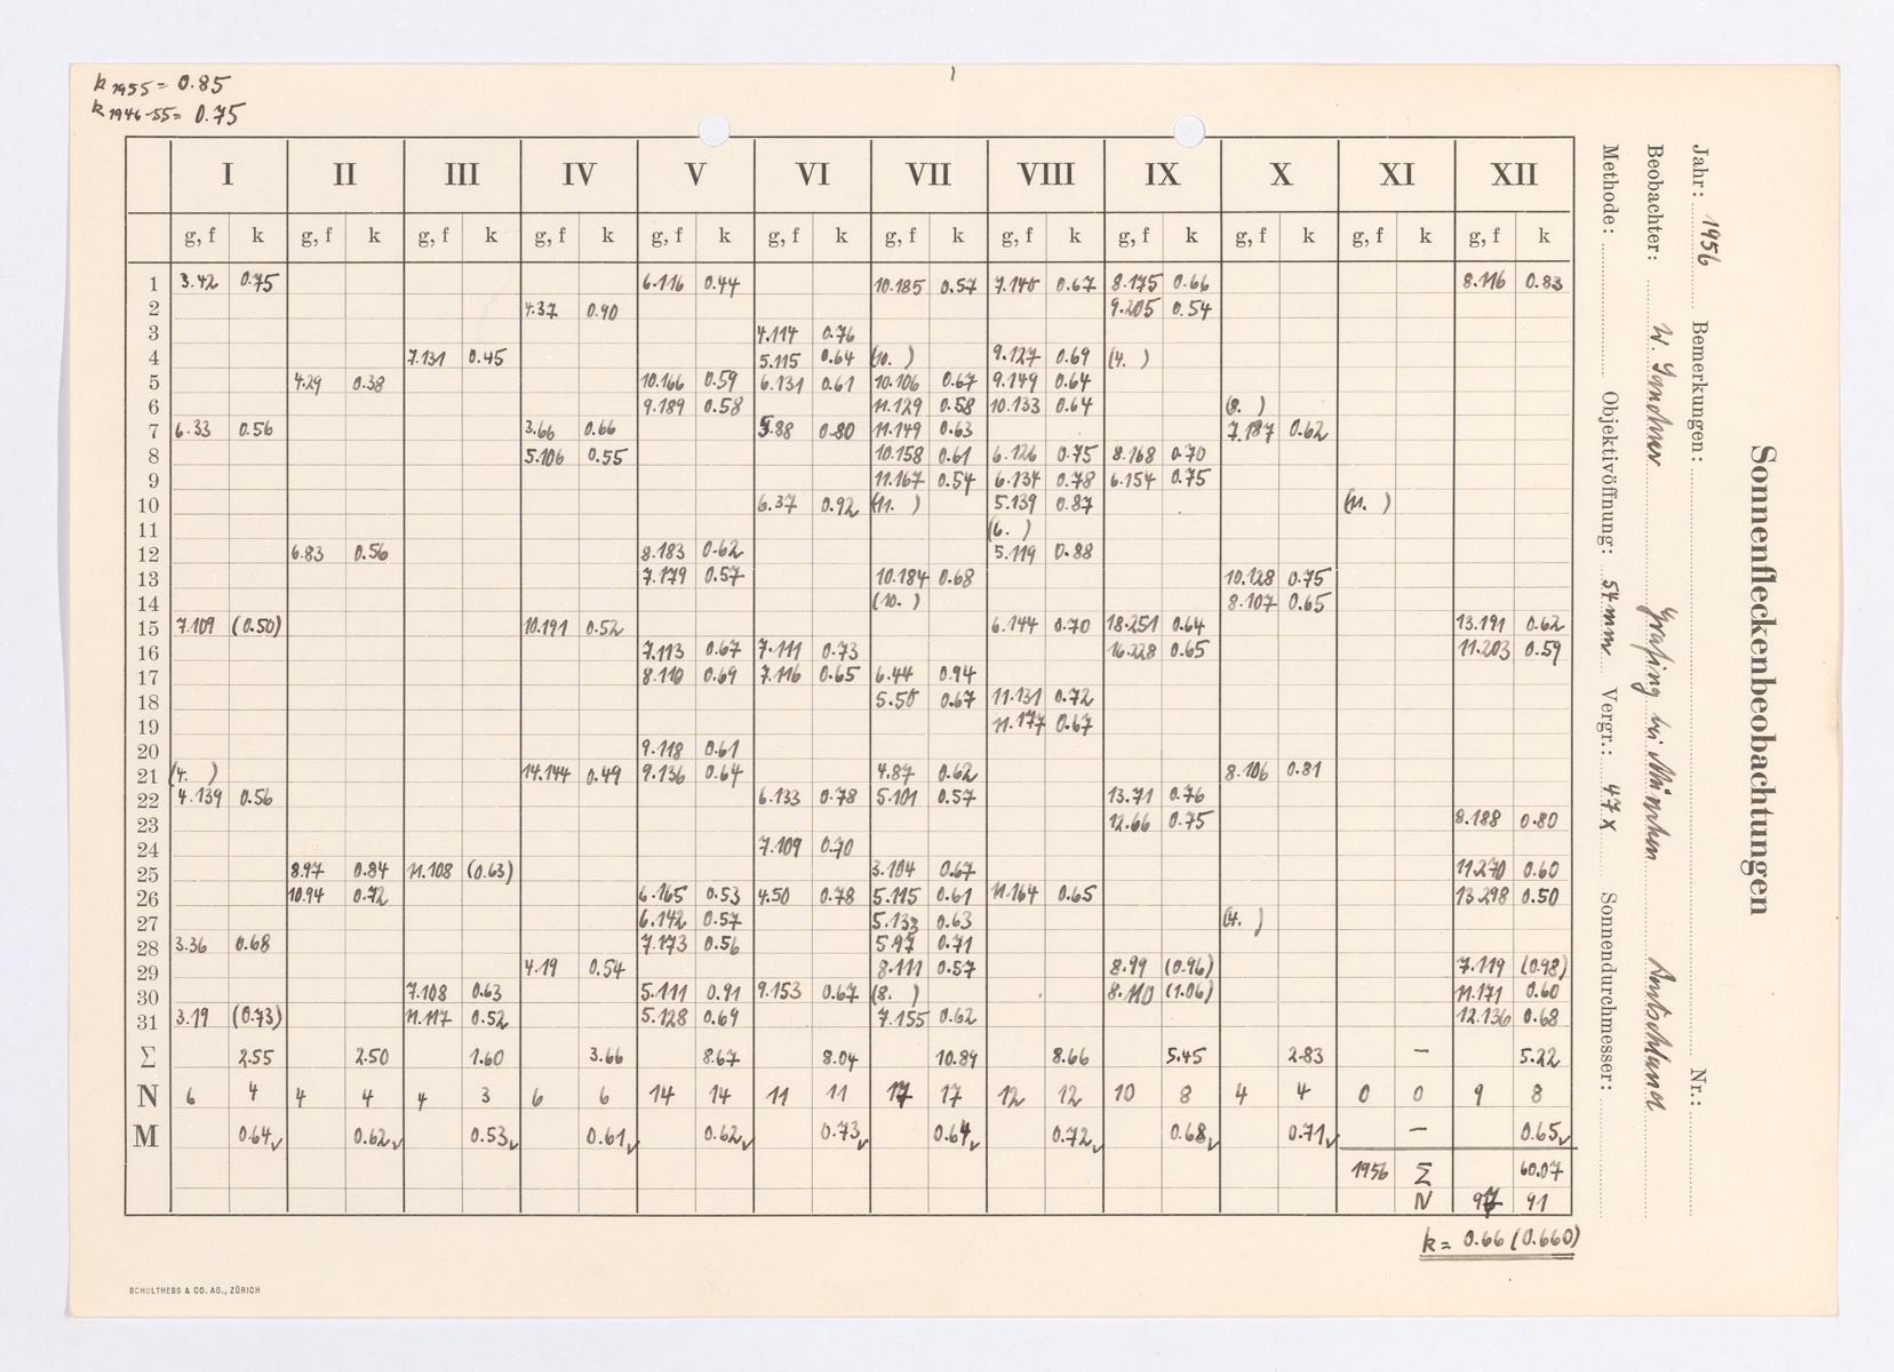 k 1955 = 0.85
k 1946-55 = 0.75
I II III IV V VI VII VIII IX X XI XII
g, f k g, f k g, f k g, f k g, f k g, f k g, f k g, f k g, f k g, f k g, f k g, f k
1 3.42 0.75 6.116 0.44 10.185 0.57 7.140 0.67 8.175 0.66 8.116 0.83
2 4.37 0.90 9.205 0.54
3 4.114 0.76
4 7.131 0.45 5.115 0.64 (10. ) 9.127 0.69 (4. )
5 4.29 0.38 10.166 0.59 6.131 0.61 10.106 0.67 9.149 0.64
6 9.189 0.58 11.129 0.58 10.133 0.64 (8. )
7 6.33 0.56 3.66 0.66 5.88 0.80 11.149 0.63 7.187 0.62
8 5.106 0.55 10.158 0.61 6.126 0.75 8.168 0.70
9 11.167 0.54 6.134 0.78 6.154 0.75
10 6.37 0.92 (11. ) 5.139 0.87 (11. )
11 (6. )
12 6.83 0.56 8.183 0.62 5.119 0.88
13 7.179 0.57 10.184 0.68 10.128 0.75
14 (10. ) 8.107 0.65
15 7.109 (0.50) 10.191 0.52 6.144 0.70 18.251 0.64 13.191 0.62
16 7.113 0.67 7.111 0.73 16.228 0.65 11.203 0.59
17 8.110 0.69 7.116 0.65 6.44 0.94
18 5.50 0.67 11.131 0.72
19 11.177 0.67
20 9.118 0.61
21 (4. ) 14.144 0.49 9.136 0.64 4.87 0.62 8.106 0.81
22 4.139 0.56 6.133 0.78 5.101 0.57 13.71 0.76
23 12.66 0.75 8.188 0.80
24 7.109 0.70
25 8.97 0.84 11.108 (0.63) 3.104 0.67 11.270 0.60
26 10.94 0.72 6.165 0.53 4.50 0.78 5.115 0.61 11.164 0.65 13.298 0.50
27 6.142 0.57 5.133 0.63 (4. )
28 3.36 0.68 7.173 0.56 5.97 0.71
29 4.19 0.54 8.111 0.57 8.99 (0.96) 7.119 (0.98)
30 7.108 0.63 5.111 0.91 9.153 0.67 (8. ) 8.110 (1.06) 11.171 0.60
31 3.19 (0.73) 11.117 0.52 5.128 0.69 7.155 0.62 12.136 0.68
Σ 2.55 2.50 1.60 3.66 8.67 8.04 10.89 8.66 5.45 2.83 – 5.22
N 6 4 4 4 4 3 6 6 14 14 11 11 17 17 12 12 10 8 4 4 0 0 9 8
M 0.64✓ 0.62✓ 0.53✓ 0.61✓ 0.62✓ 0.73✓ 0.64✓ 0.72✓ 0.68✓ 0.71✓ – 0.65✓
1956 Σ 60.07
N 97 91
k = 0.66 (0.660)
SCHULTHESS & CO. AG., ZÜRICH
Sonnenfleckenbeobachtungen
Jahr: 1956 Bemerkungen: Nr.:
Beobachter: W. Sandner Grafing bei München Deutschland
Methode: Objektivöffnung: 54 mm Vergr.: 47 x Sonnendurchmesser: